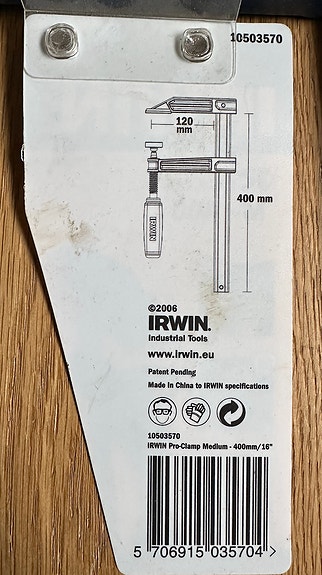 10503570
120
mm
400 mm
IRWIN
©2006
IRWIN.
Industrial Tools
www.irwin.eu
Patent Pending
Made in China to IRWIN specifications
10503570
IRWIN Pro-Clamp Medium - 400mm/16"
5 706915 035704 >